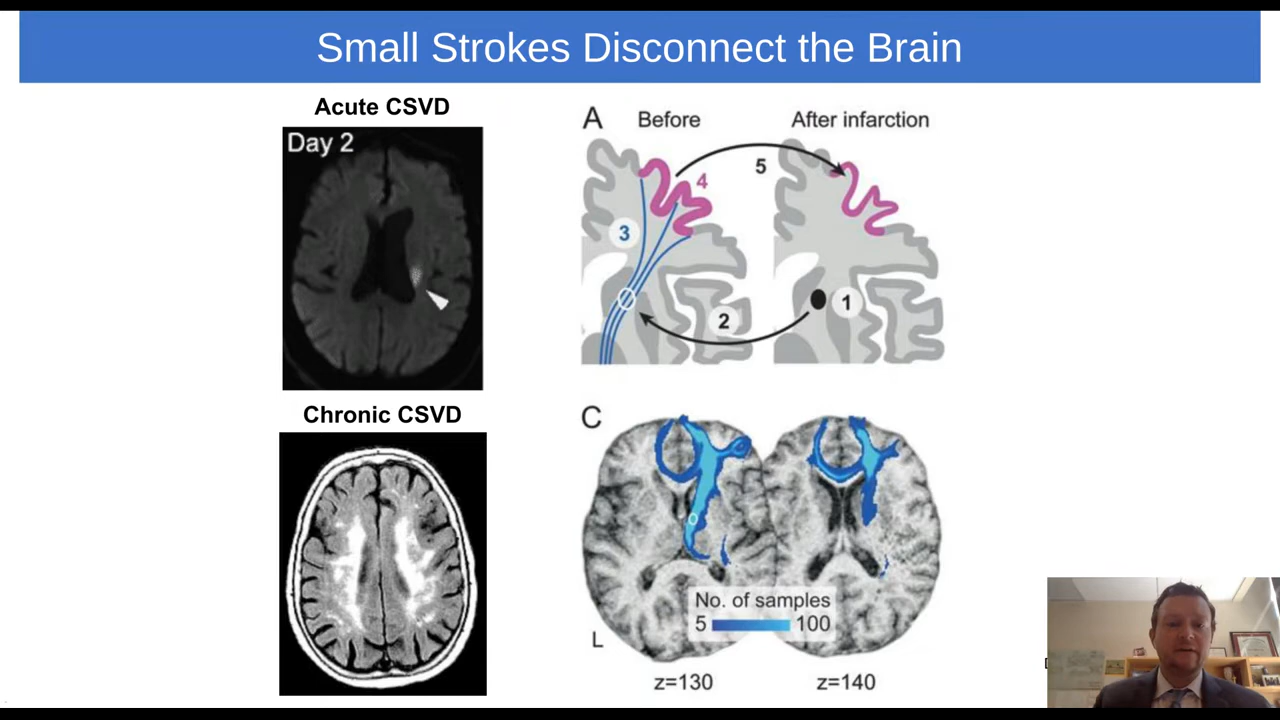 Small Strokes Disconnect the Brain
Acute CSVD
Day 2
Chronic CSVD
A
Before
After infarction
5
4
3
2
1
C
No. of samples
5 100
L
z=130
z=140